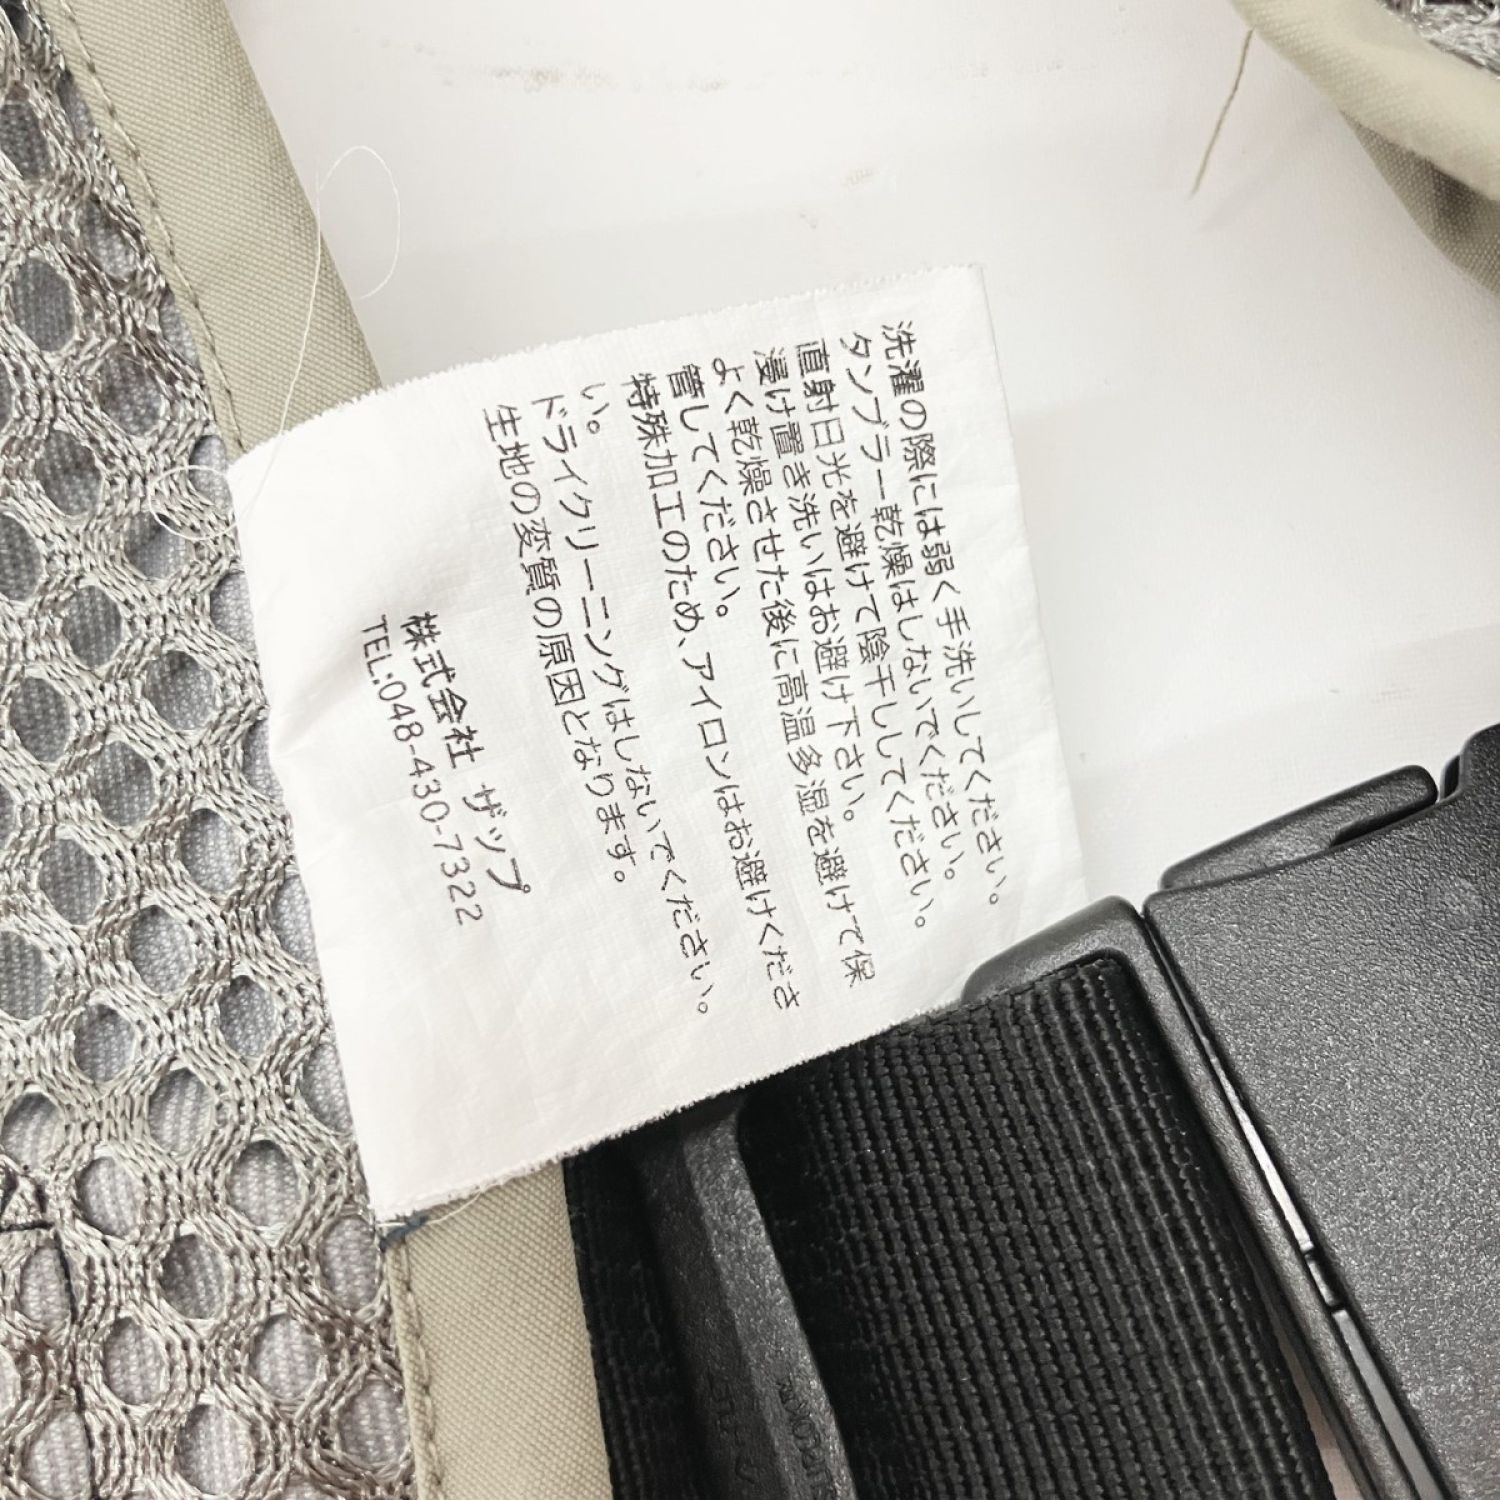 洗濯の際には弱く手洗いしてください。
タンブラー乾燥はしないでください。
直射日光を避けて陰干ししてください。
浸け置き洗いはお避け下さい。
よく乾燥させた後に高温多湿を避けて保
管してください。
特殊加工のため、アイロンはお避けくださ
い。
ドライクリーニングはしないでください。
生地の変質の原因となります。
株式会社 ザップ
TEL:048-430-7322